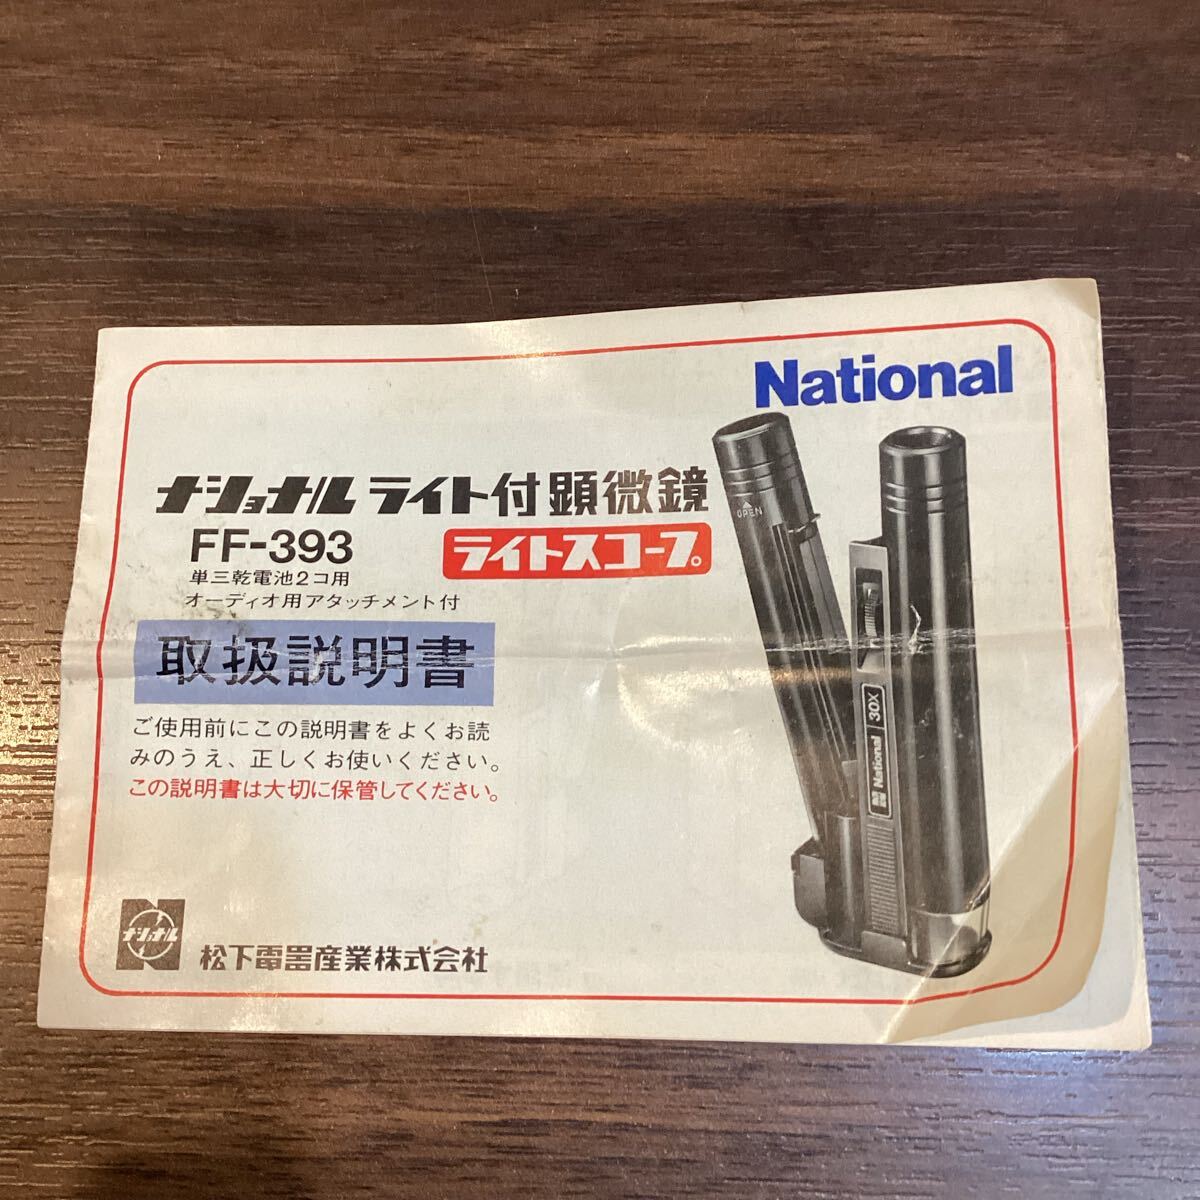 National
ナショナル ライト付顕微鏡
FF-393
ライトスコープ。
単三乾電池2コ用
オーディオ用アタッチメント付
取扱説明書
ご使用前にこの説明書をよくお読
みのうえ、正しくお使いください。
この説明書は大切に保管してください。
OPEN
National 30X
ナショナル
松下電器産業株式会社